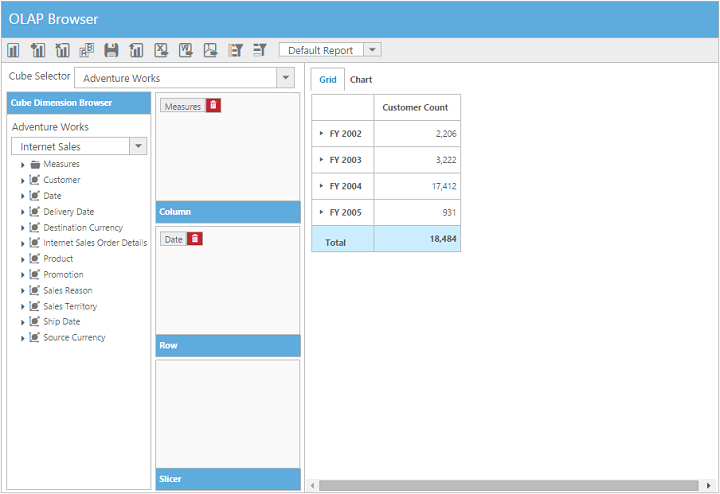 OLAP Browser
Default Report
Cube Selector
Adventure Works
Cube Dimension Browser
Adventure Works
Internet Sales
Measures
Customer
Date
Delivery Date
Destination Currency
Internet Sales Order Details
Product
Promotion
Sales Reason
Sales Territory
Ship Date
Source Currency
Measures
Column
Date
Row
Slicer
Grid Chart
Customer Count
FY 2002 2,206
FY 2003 3,222
FY 2004 17,412
FY 2005 931
Total 18,484